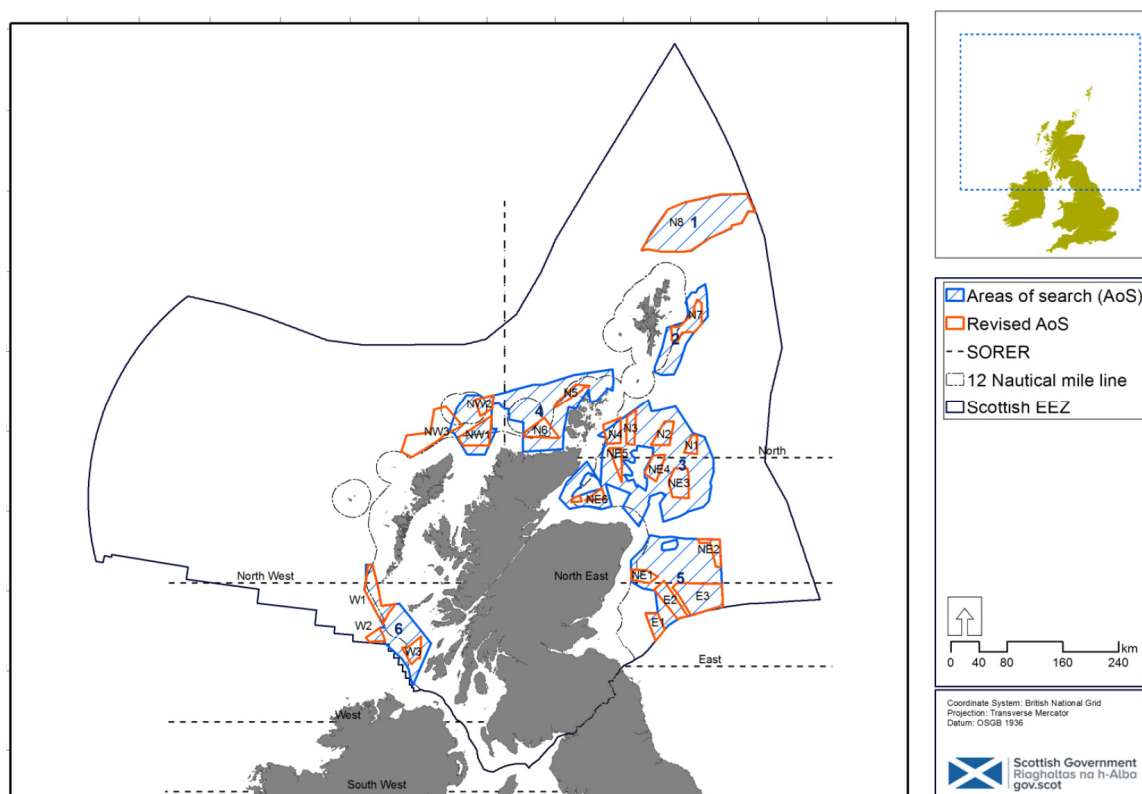 N8
1
N7
2
N5
NW2
4
NW3
NW1
N6
N4
N3
N2
N1
NE5
North
3
NE4
NE3
NE6
NE2
North West
North East
NE1
5
W1
E2
E3
W2
6
E1
W3
East
West
South West
Areas of search (AoS)
Revised AoS
SORER
12 Nautical mile line
Scottish EEZ
km
0 40 80 160 240
Coordinate System: British National Grid
Projection: Transverse Mercator
Datum: OSGB 1936
Scottish Government
Riaghaltas na h-Alba
gov.scot